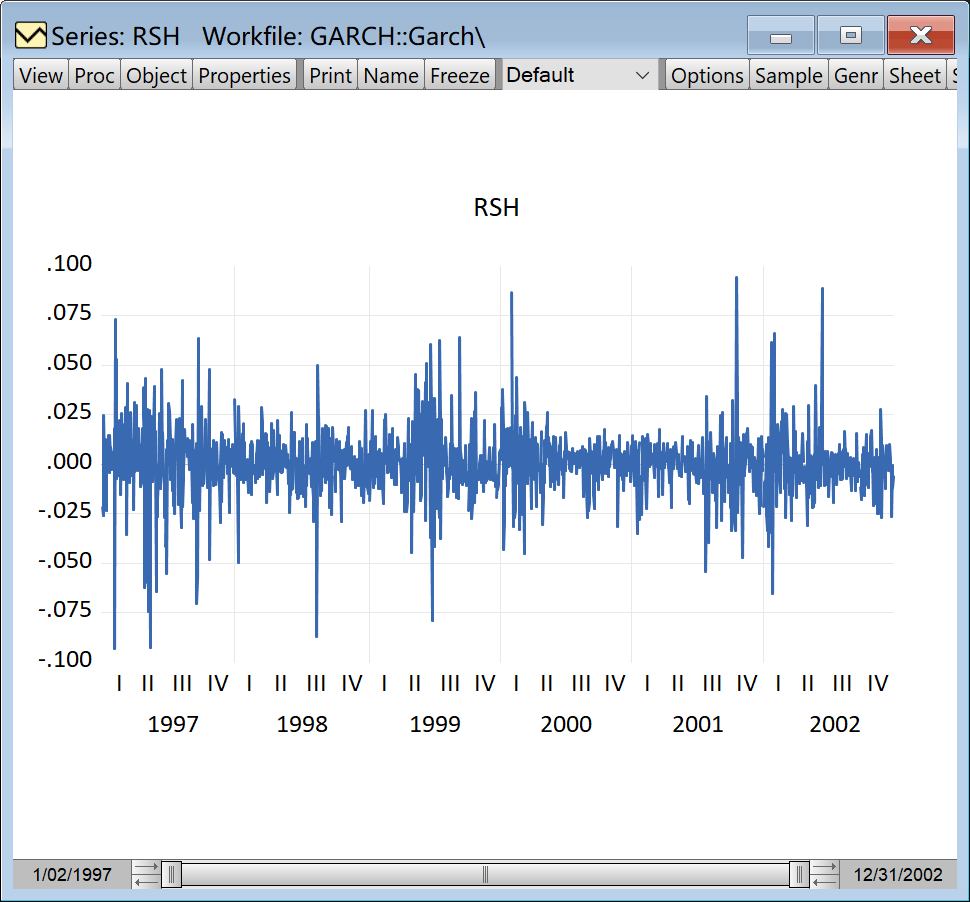 Series: RSH Workfile: GARCH::Garch\
View Proc Object Properties Print Name Freeze Default Options Sample Genr Sheet S
RSH
.100
.075
.050
.025
.000
-.025
-.050
-.075
-.100
I II III IV I II III IV I II III IV I II III IV I II III IV I II III IV
1997 1998 1999 2000 2001 2002
1/02/1997 12/31/2002